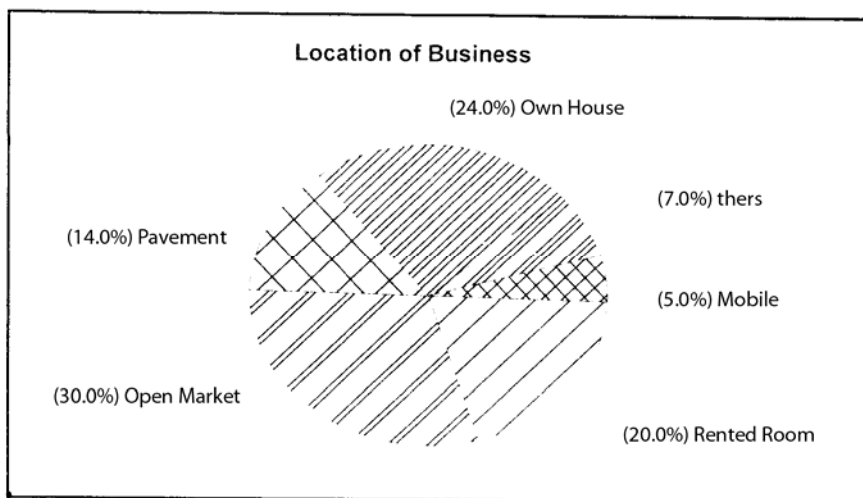 Location of Business
(24.0%) Own House
(7.0%) thers
(14.0%) Pavement
(5.0%) Mobile
(30.0%) Open Market
(20.0%) Rented Room